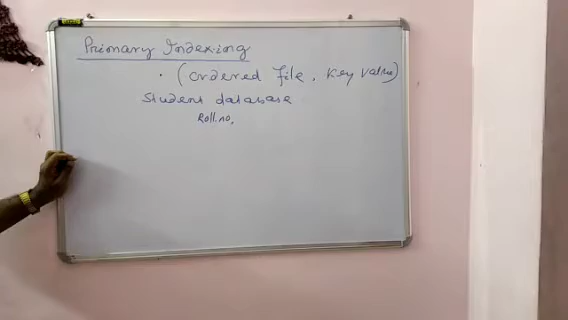 Primary Indexing
. (ordered file, key value)
Student database
Roll.no,